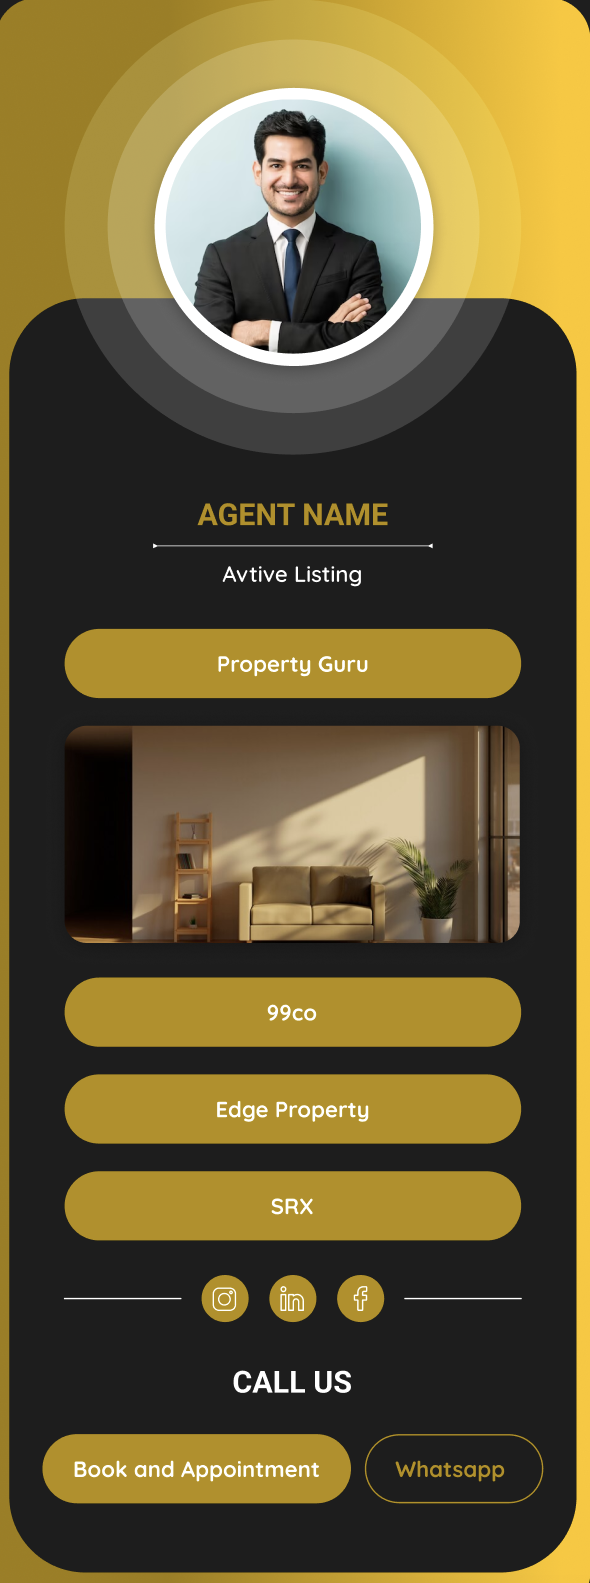 AGENT NAME
Avtive Listing
Property Guru
99co
Edge Property
SRX
CALL US
Book and Appointment
Whatsapp